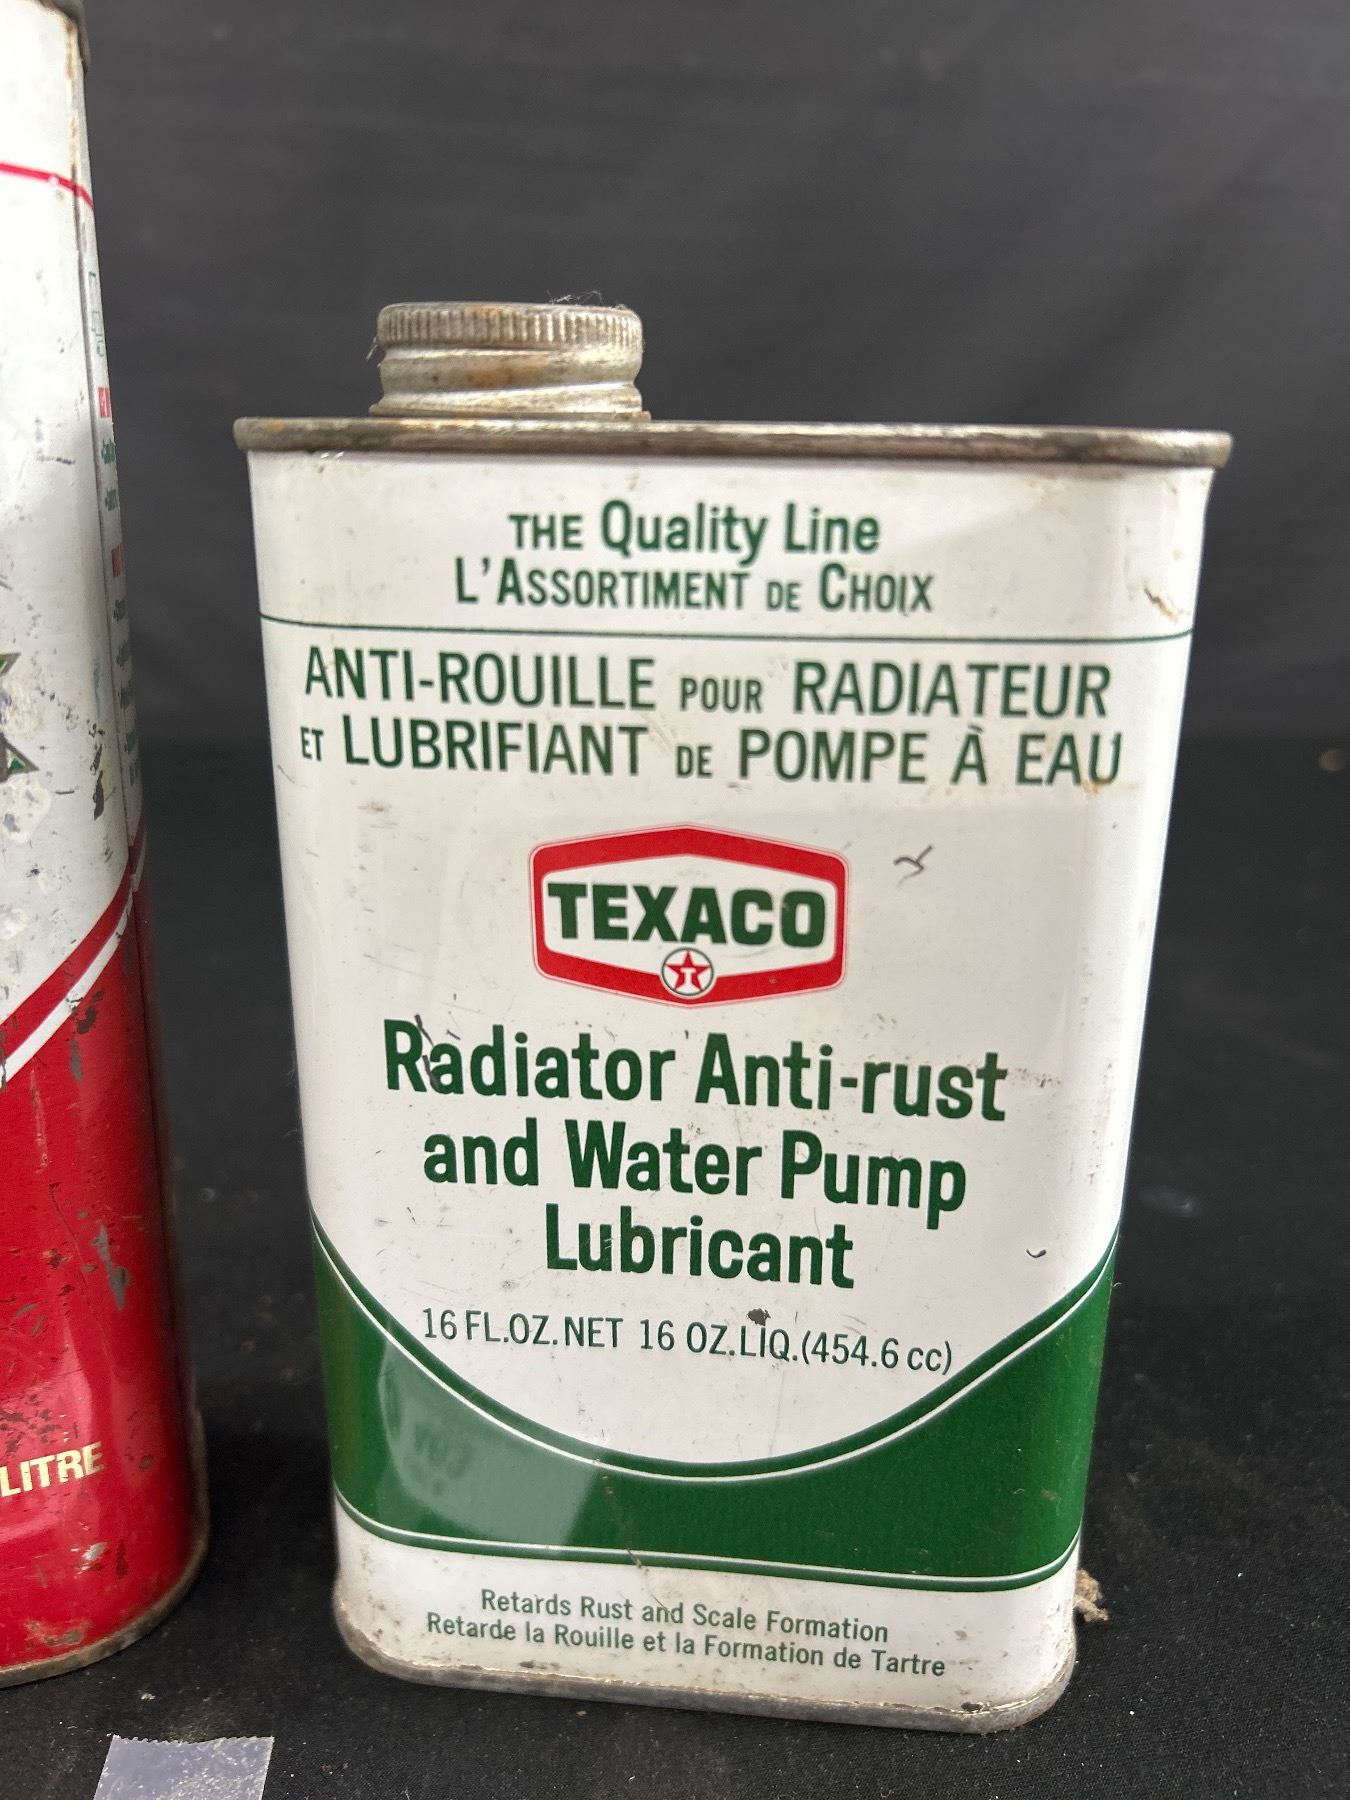 THE Quality Line
L'ASSORTIMENT DE CHOIX
ANTI-ROUILLE POUR RADIATEUR
ET LUBRIFIANT DE POMPE À EAU
TEXACO
T
Radiator Anti-rust
and Water Pump
Lubricant
16 FL.OZ.NET 16 OZ.LIQ.(454.6 cc)
Retards Rust and Scale Formation
Retarde la Rouille et la Formation de Tartre
LITRE